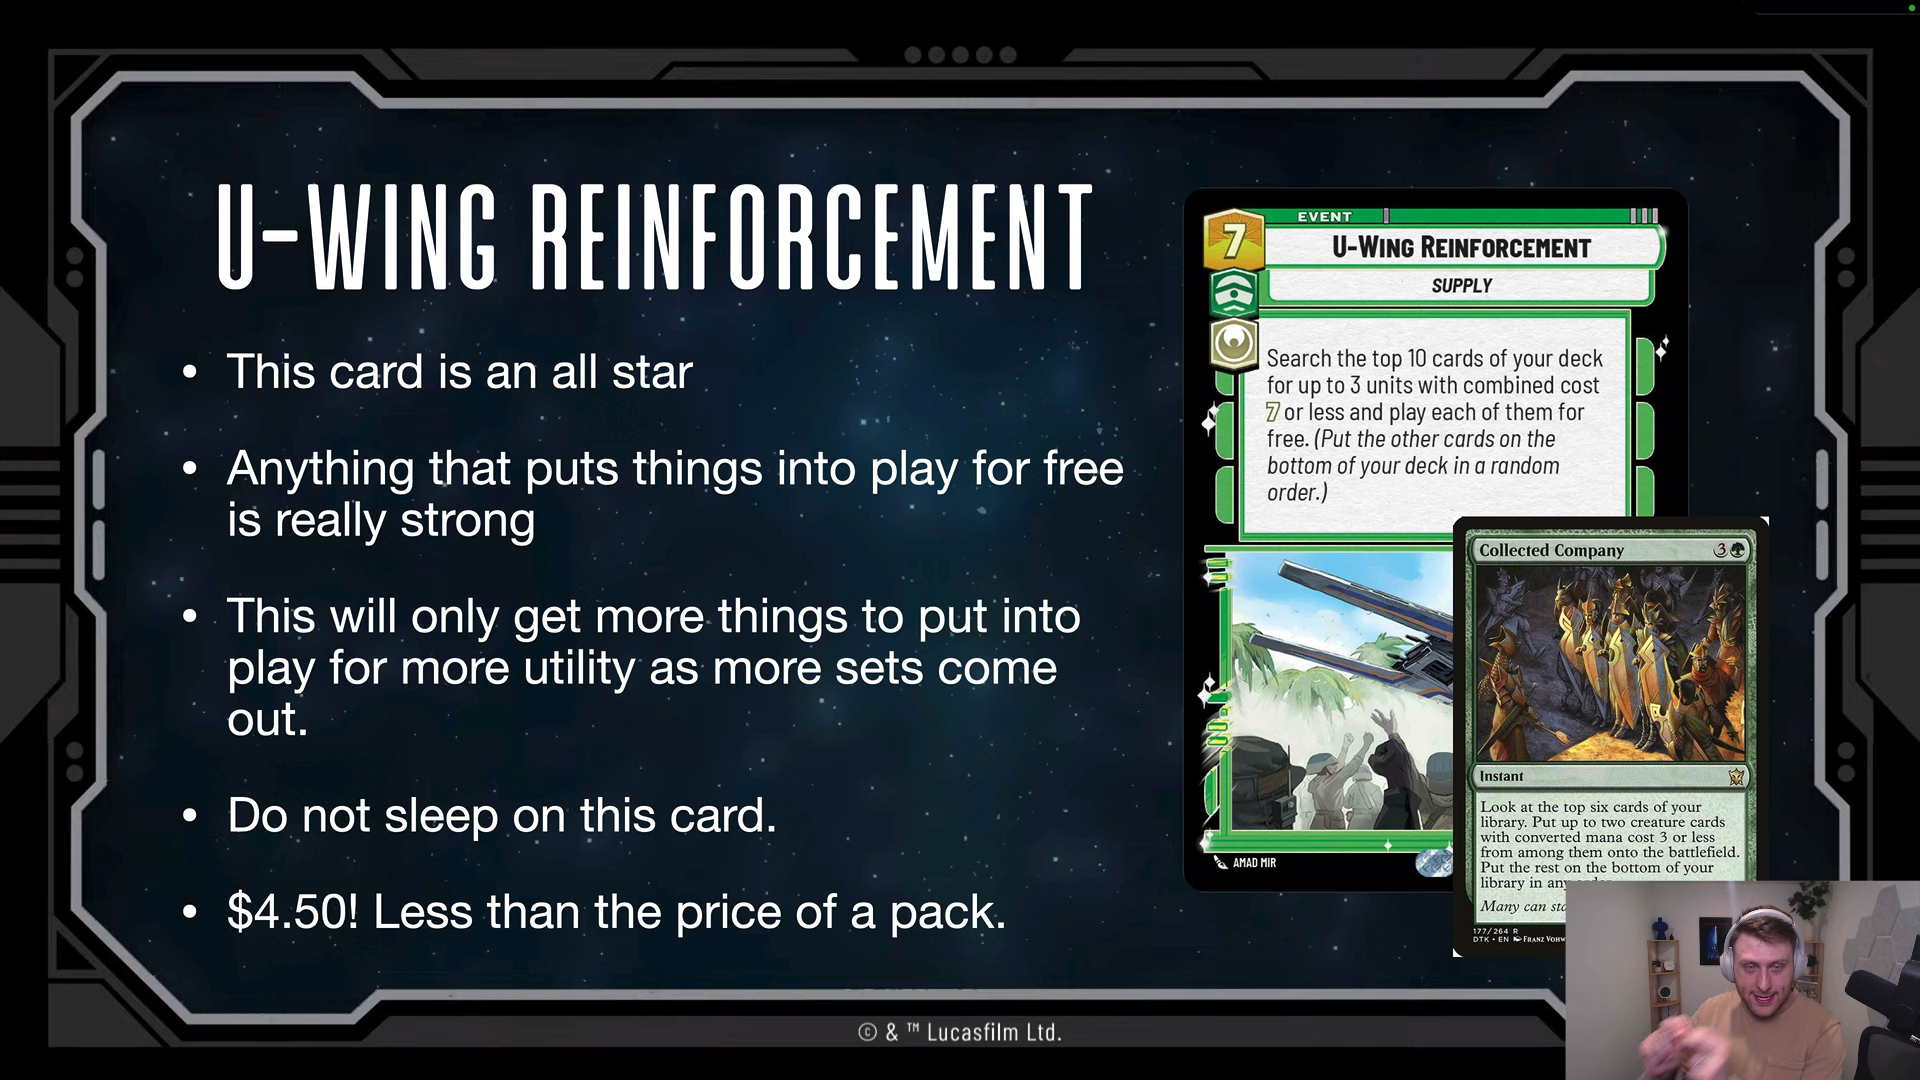 U-WING REINFORCEMENT
• This card is an all star
• Anything that puts things into play for free
is really strong
• This will only get more things to put into
play for more utility as more sets come
out.
• Do not sleep on this card.
• $4.50! Less than the price of a pack.
EVENT
7
U-WING REINFORCEMENT
SUPPLY
Search the top 10 cards of your deck
for up to 3 units with combined cost
7 or less and play each of them for
free. (Put the other cards on the
bottom of your deck in a random
order.)
AMAD MIR
Collected Company 3
Instant
Look at the top six cards of your
library. Put up to two creature cards
with converted mana cost 3 or less
from among them onto the battlefield.
Put the rest on the bottom of your
library in any
Many can
177/264 R
DTK • EN FRANZ
© & ™ Lucasfilm Ltd.